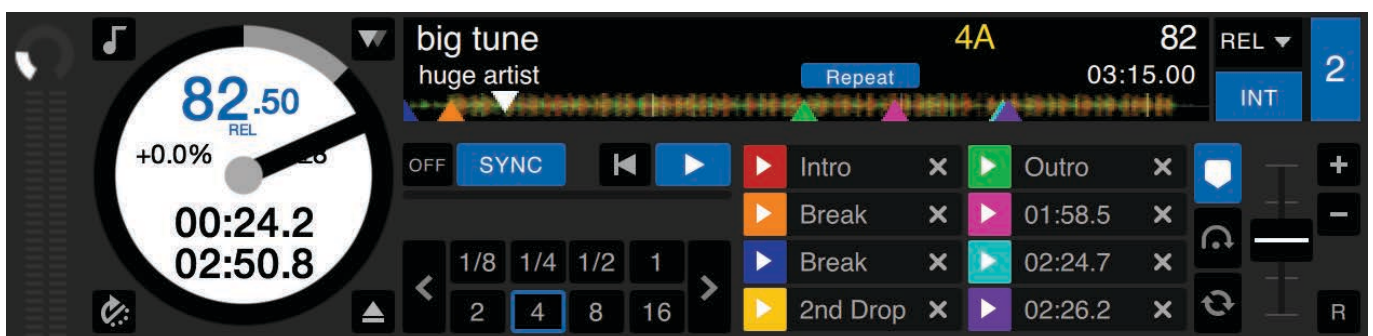 big tune 4A 82 REL
huge artist Repeat 03:15.00
INT
2
82.50
REL
+0.0%
00:24.2
02:50.8
OFF SYNC
1/8 1/4 1/2 1
2 4 8 16
Intro
Outro
Break
01:58.5
Break
02:24.7
2nd Drop
02:26.2
+
-
R